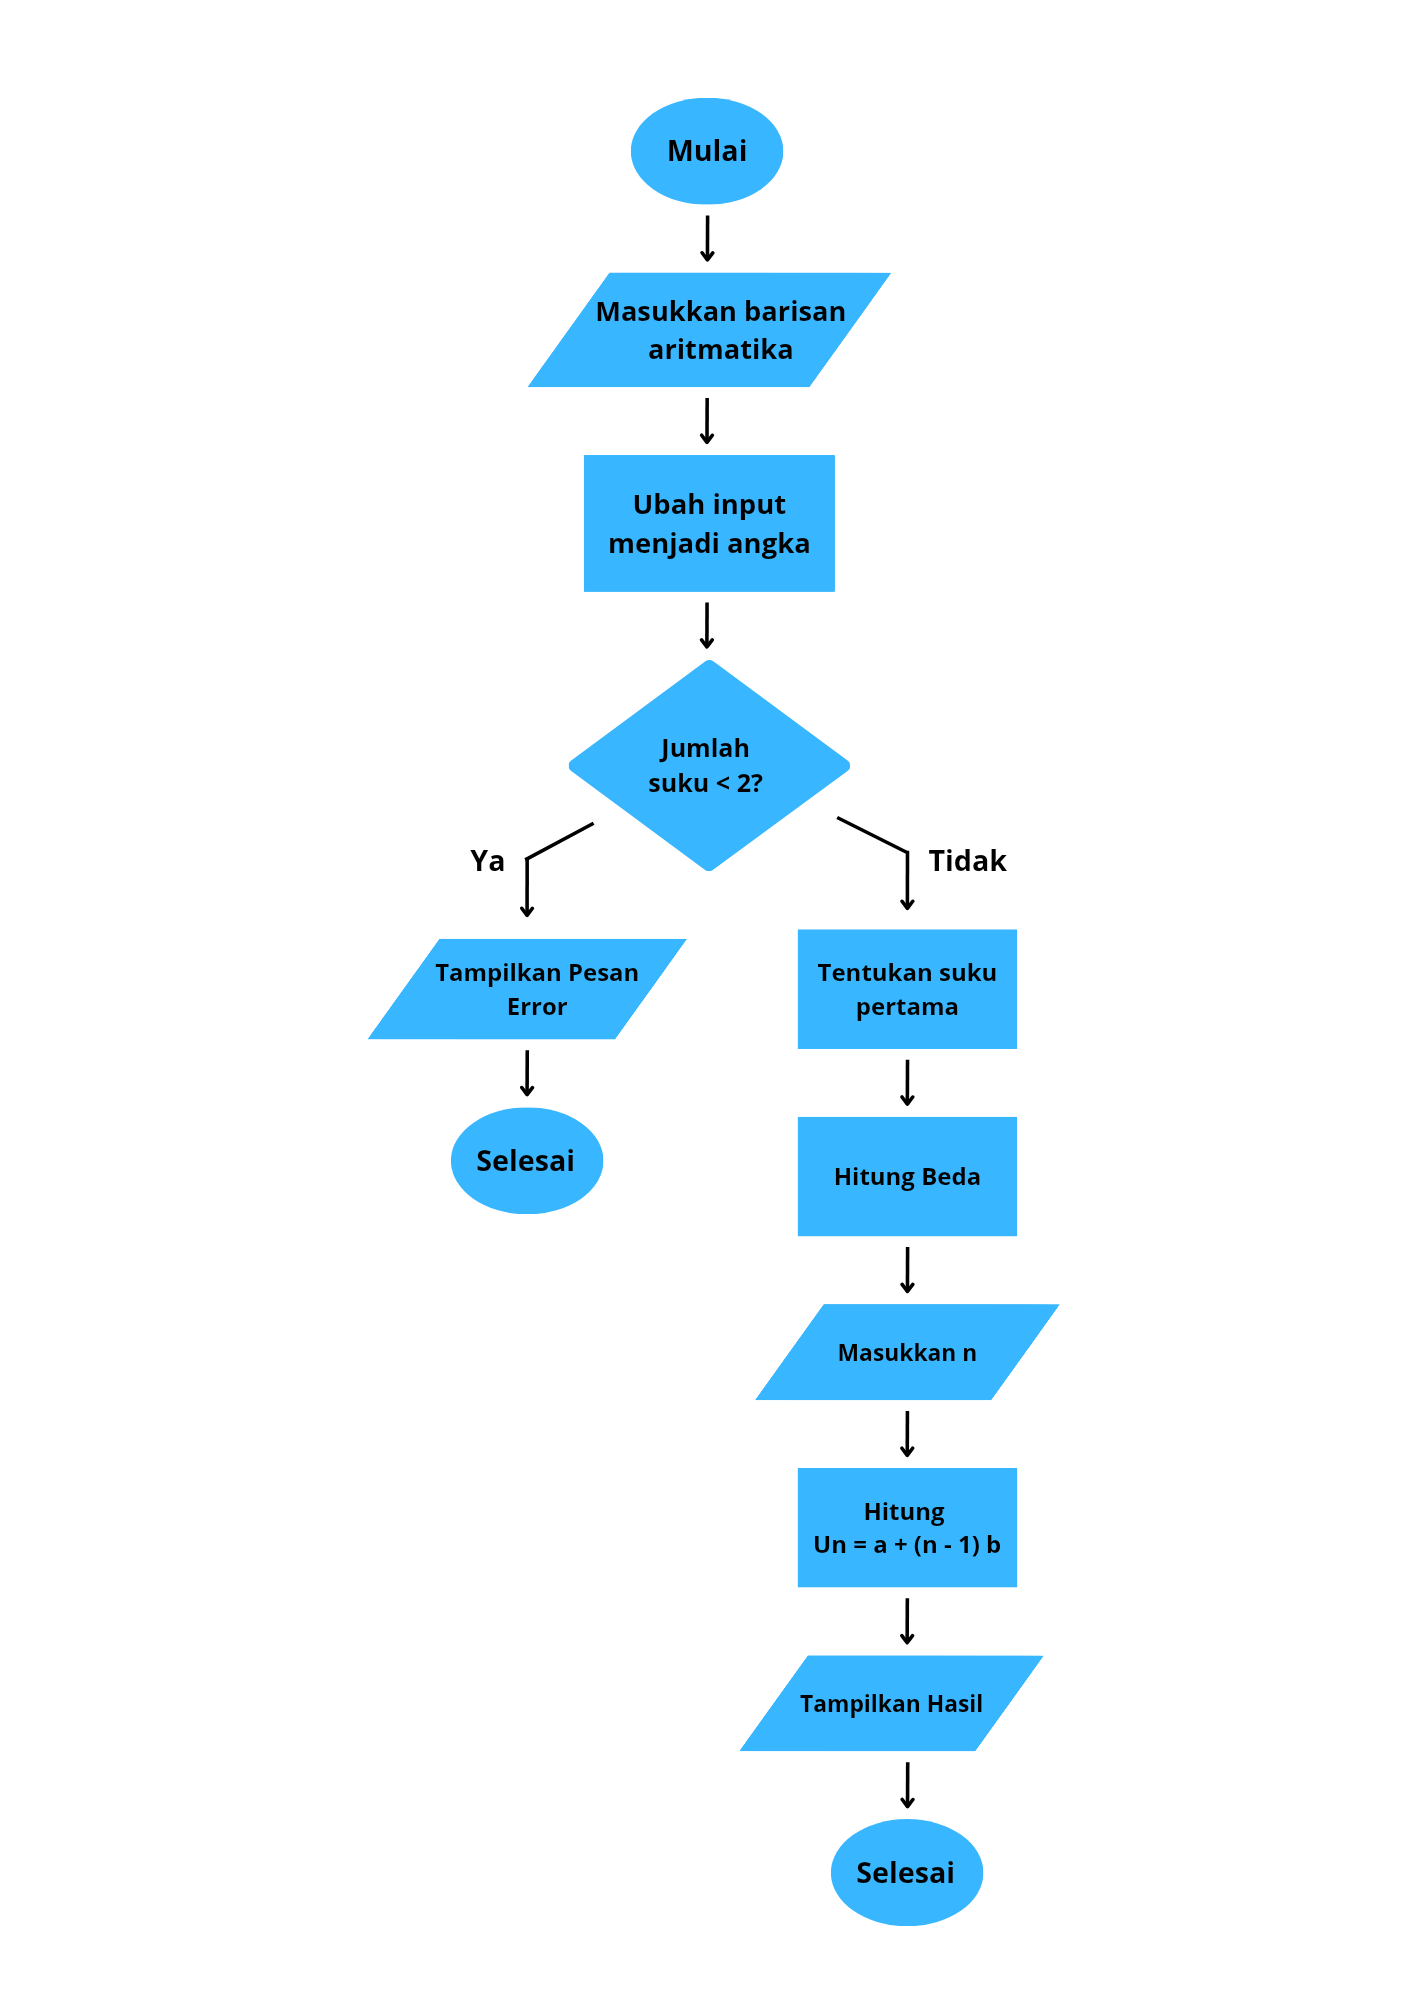 Mulai
Masukkan barisan
aritmatika
Ubah input
menjadi angka
Jumlah
suku < 2?
Ya
Tidak
Tampilkan Pesan
Error
Selesai
Tentukan suku
pertama
Hitung Beda
Masukkan n
Hitung
Un = a + (n - 1) b
Tampilkan Hasil
Selesai